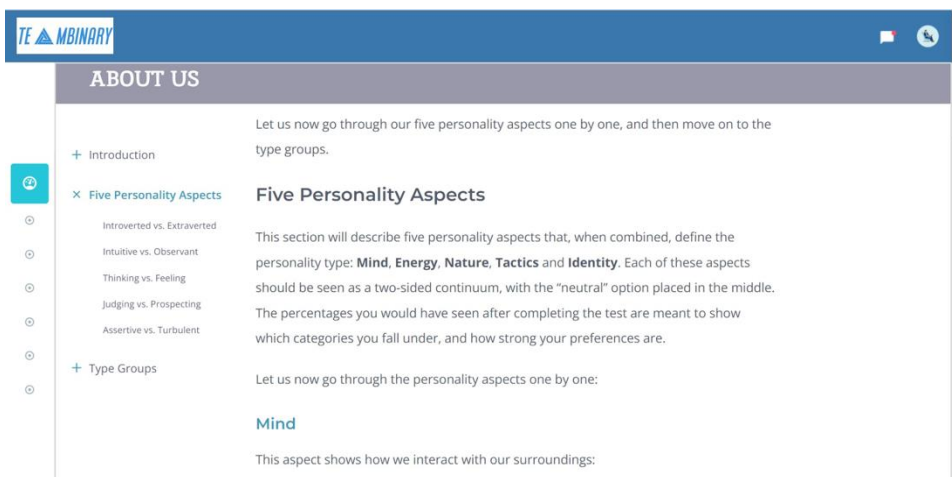 TE MBINARY
ABOUT US
+ Introduction
× Five Personality Aspects
Introverted vs. Extraverted
Intuitive vs. Observant
Thinking vs. Feeling
Judging vs. Prospecting
Assertive vs. Turbulent
+ Type Groups
Let us now go through our five personality aspects one by one, and then move on to the
type groups.
Five Personality Aspects
This section will describe five personality aspects that, when combined, define the
personality type: Mind, Energy, Nature, Tactics and Identity. Each of these aspects
should be seen as a two-sided continuum, with the “neutral” option placed in the middle.
The percentages you would have seen after completing the test are meant to show
which categories you fall under, and how strong your preferences are.
Let us now go through the personality aspects one by one:
Mind
This aspect shows how we interact with our surroundings: